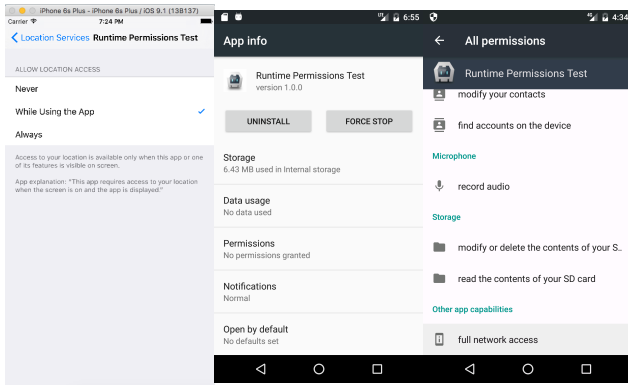 iPhone 6s Plus - iPhone 6s Plus / iOS 9.1 (13B137)
Carrier
7:24 PM
Location Services
Runtime Permissions Test
ALLOW LOCATION ACCESS
Never
While Using the App
Always
Access to your location is available only when this app or one
of its features is visible on screen.
App explanation: "This app requires access to your location
when the screen is on and the app is displayed."
6:55
App info
Runtime Permissions Test
version 1.0.0
UNINSTALL
FORCE STOP
Storage
6.43 MB used in Internal storage
Data usage
No data used
Permissions
No permissions granted
Notifications
Normal
Open by default
No defaults set
4:34
All permissions
Runtime Permissions Test
modify your contacts
find accounts on the device
Microphone
record audio
Storage
modify or delete the contents of your S..
read the contents of your SD card
Other app capabilities
full network access